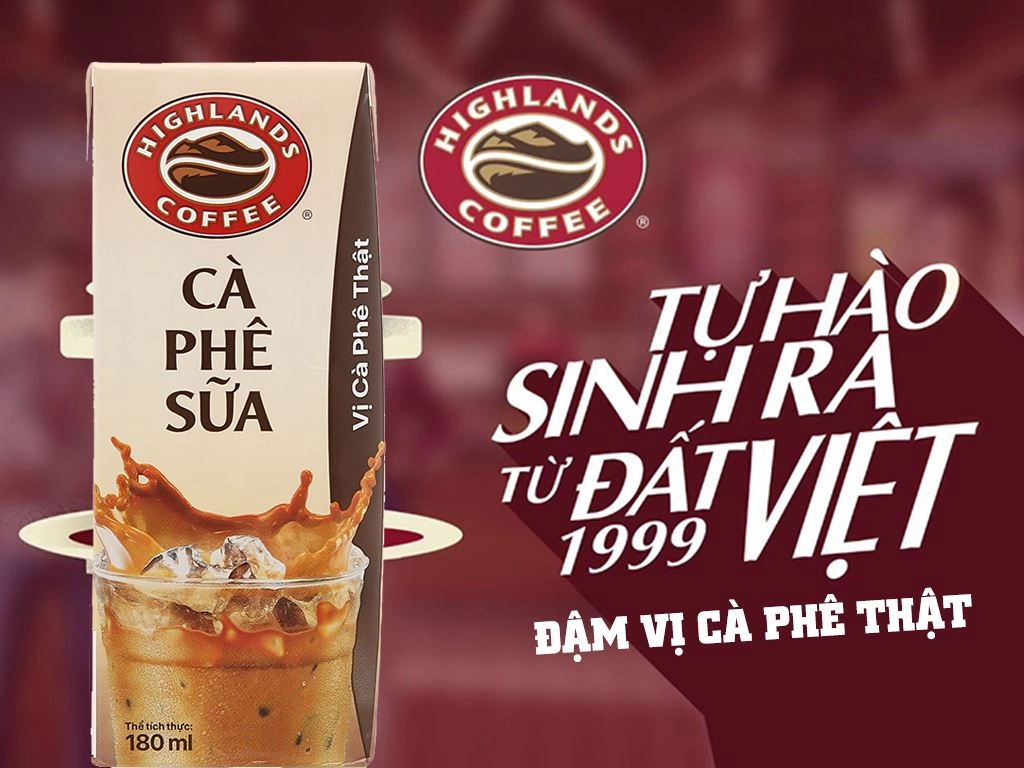 HIGHLANDS
COFFEE
®
CÀ
PHÊ
SỮA
Vị Cà Phê Thật
Thể tích thực:
180 ml
HIGHLANDS
COFFEE
®
TỰ HÀO
SINH RA
TỪ ĐẤT VIỆT
1999
ĐẬM VỊ CÀ PHÊ THẬT